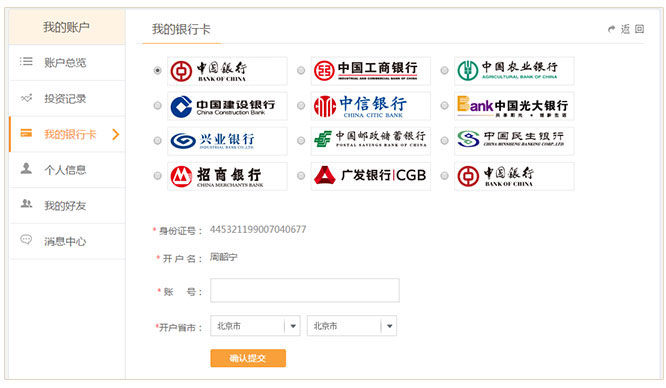 我的账户
账户总览
投资记录
我的银行卡
个人信息
我的好友
消息中心
我的银行卡
返 回
中国银行
BANK OF CHINA
中国工商银行
INDUSTRIAL AND COMMERCIAL BANK OF CHINA
中国农业银行
AGRICULTURAL BANK OF CHINA
中国建设银行
China Construction Bank
中信银行
CHINA CITIC BANK
Bank中国光大银行
兴业银行
INDUSTRIAL BANK CO.,LTD
中国邮政储蓄银行
POSTAL SAVINGS BANK OF CHINA
中国民生银行
CHINA MINSHENG BANKING CORP.,LTD
招商银行
CHINA MERCHANTS BANK
广发银行|CGB
中国银行
BANK OF CHINA
* 身份证号： 445321199007040677
* 开 户 名： 周韶宁
* 账 号：
*开户省市： 北京市 北京市
确认提交